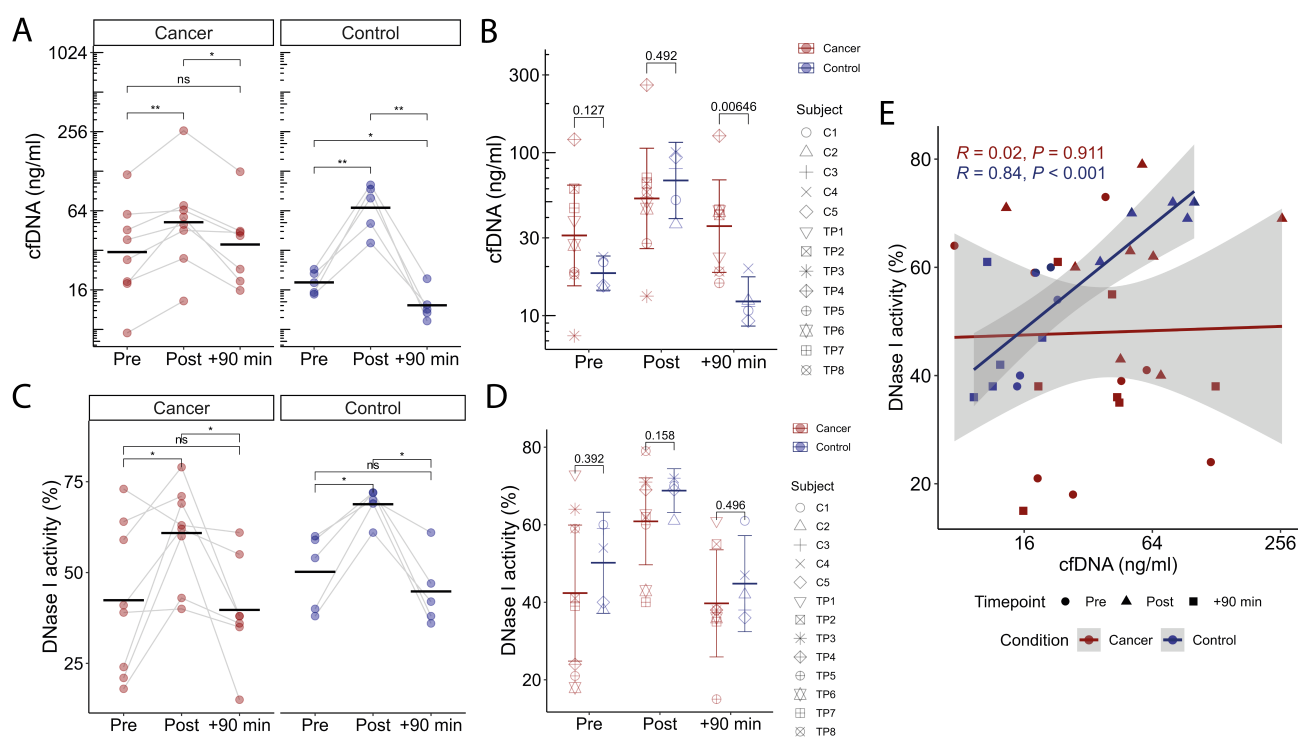 A
Cancer
Control
1024
256
64
16
cfDNA (ng/ml)
*
ns
**
**
*
**
Pre
Post
+90 min
Pre
Post
+90 min
B
300
100
30
10
cfDNA (ng/ml)
0.127
0.492
0.00646
Pre
Post
+90 min
Cancer
Control
Subject
C1
C2
C3
C4
C5
TP1
TP2
TP3
TP4
TP5
TP6
TP7
TP8
C
Cancer
Control
75
50
25
DNase I activity (%)
*
ns
*
*
ns
*
Pre
Post
+90 min
Pre
Post
+90 min
D
80
60
40
20
DNase I activity (%)
0.392
0.158
0.496
Pre
Post
+90 min
Cancer
Control
Subject
C1
C2
C3
C4
C5
TP1
TP2
TP3
TP4
TP5
TP6
TP7
TP8
E
R = 0.02, P = 0.911
R = 0.84, P < 0.001
80
60
40
20
DNase I activity (%)
16
64
256
cfDNA (ng/ml)
Timepoint
Pre
Post
+90 min
Condition
Cancer
Control